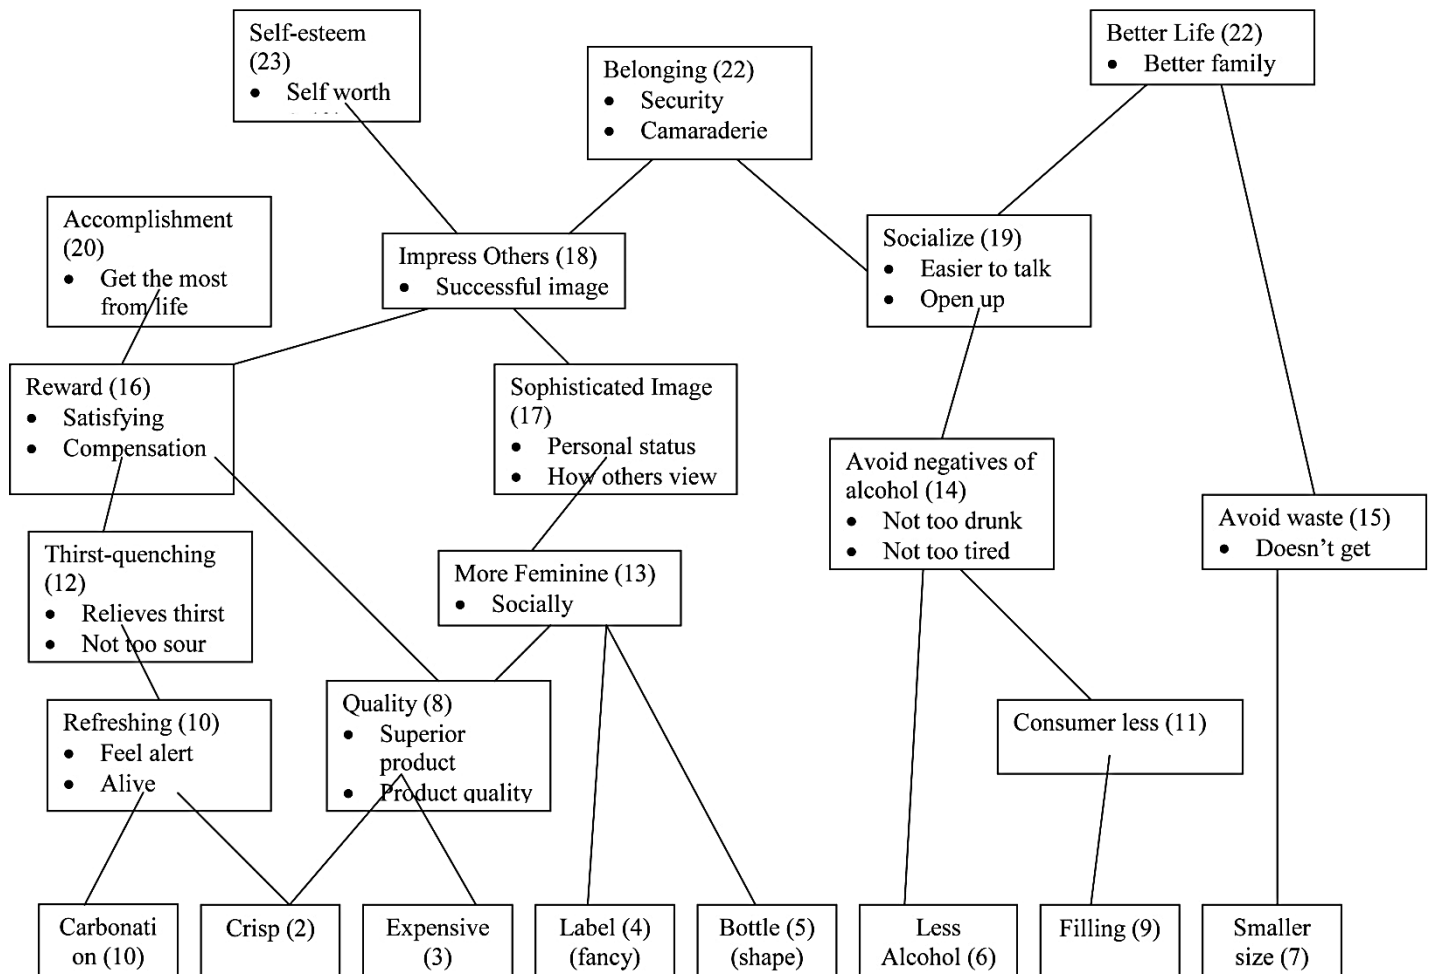 Self-esteem
(23)
• Self worth
Belonging (22)
• Security
• Camaraderie
Better Life (22)
• Better family
Accomplishment
(20)
• Get the most
from life
Impress Others (18)
• Successful image
Socialize (19)
• Easier to talk
• Open up
Reward (16)
• Satisfying
• Compensation
Sophisticated Image
(17)
• Personal status
• How others view
Avoid negatives of
alcohol (14)
• Not too drunk
• Not too tired
Avoid waste (15)
• Doesn’t get
Thirst-quenching
(12)
• Relieves thirst
• Not too sour
More Feminine (13)
• Socially
Refreshing (10)
• Feel alert
• Alive
Quality (8)
• Superior
product
• Product quality
Consumer less (11)
Carbonati
on (10)
Crisp (2)
Expensive
(3)
Label (4)
(fancy)
Bottle (5)
(shape)
Less
Alcohol (6)
Filling (9)
Smaller
size (7)